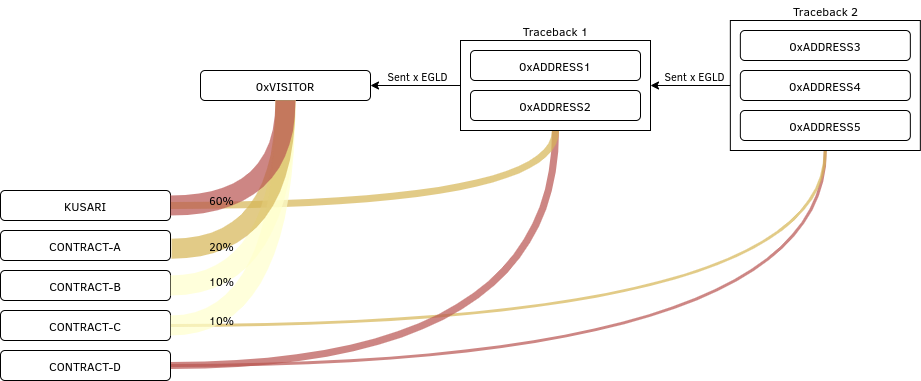 Traceback 2
Traceback 1
0xADDRESS3
0xADDRESS1
Sent x EGLD
Sent x EGLD
0xVISITOR
0xADDRESS4
0xADDRESS2
0xADDRESS5
KUSARI
60%
CONTRACT-A
20%
CONTRACT-B
10%
CONTRACT-C
10%
CONTRACT-D